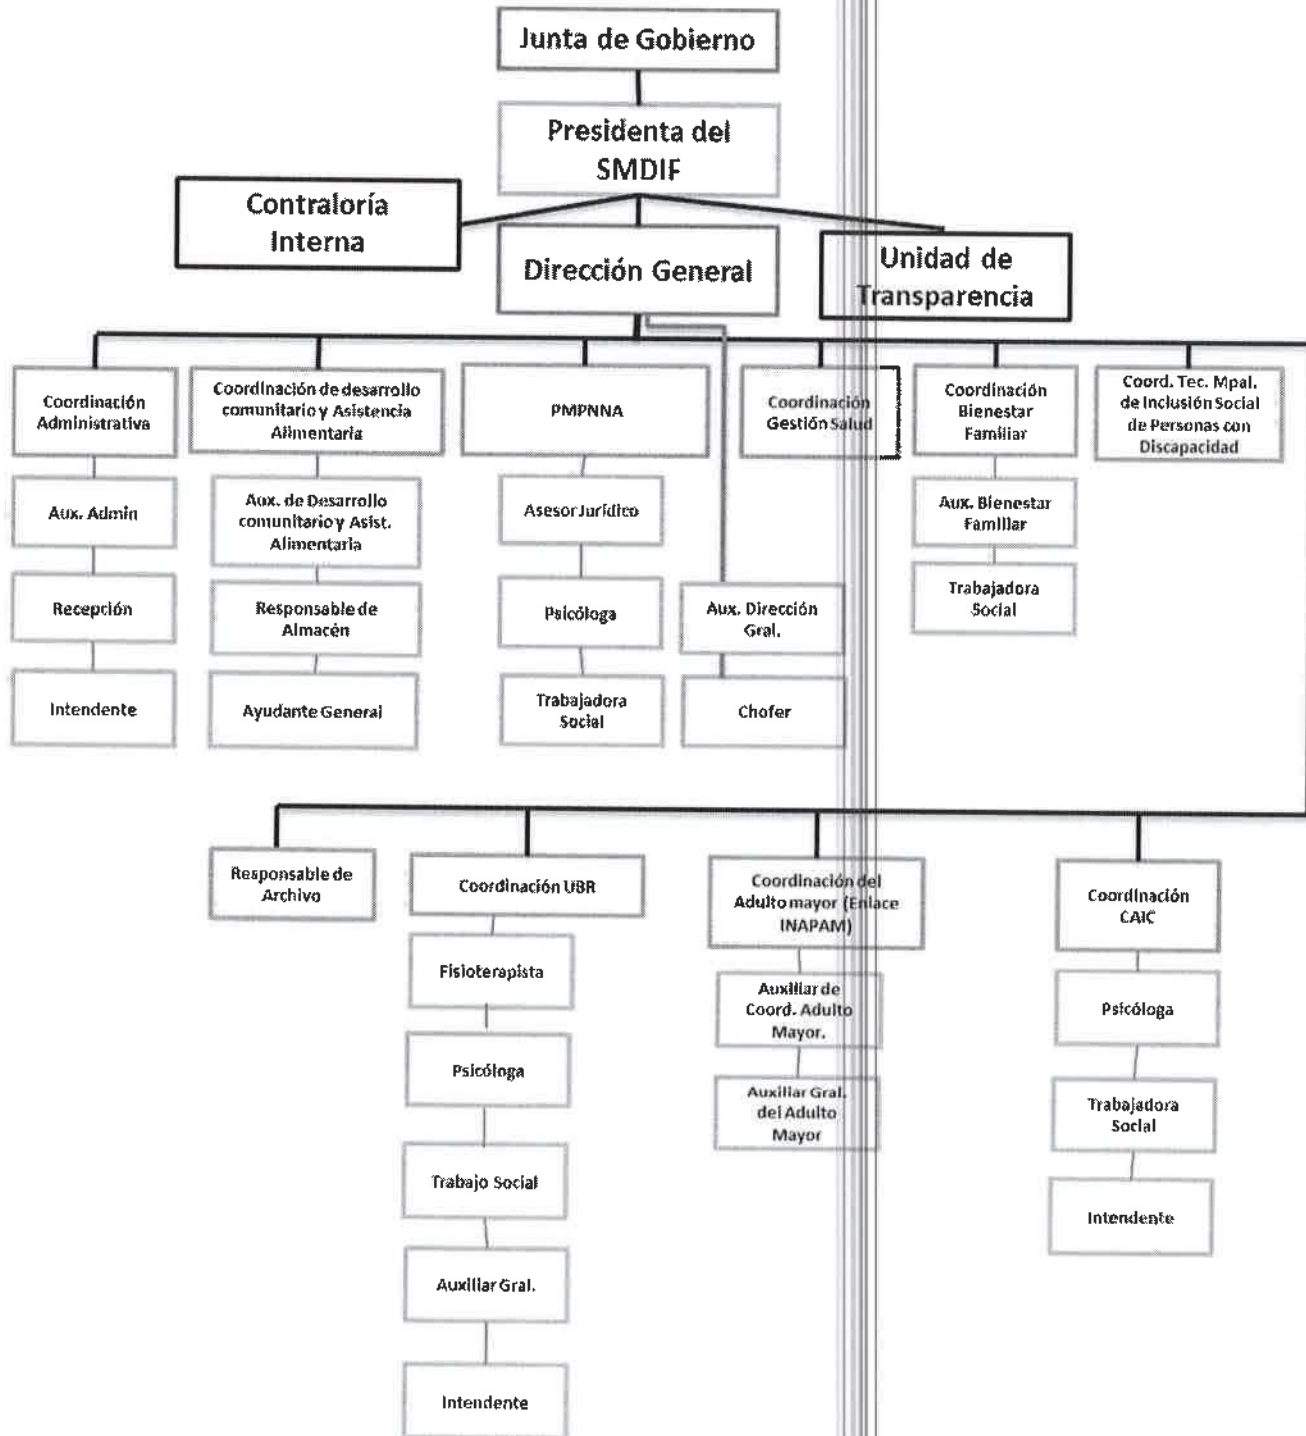 Junta de Gobierno
Presidenta del
SMDIF
Contraloría
Interna
Dirección General
Unidad de
Transparencia
Coordinación
Administrativa
Coordinación de desarrollo
comunitario y Asistencia
Alimentaria
PMPNNA
Coordinación
Gestión Salud
Coordinación
Bienestar
Familiar
Coord. Tec. Mpal.
de Inclusión Social
de Personas con
Discapacidad
Aux. Admin
Aux. de Desarrollo
comunitario y Asist.
Alimentaria
Asesor Jurídico
Aux. Bienestar
Familiar
Recepción
Responsable de
Almacén
Psicóloga
Aux. Dirección
Gral.
Trabajadora
Social
Intendente
Ayudante General
Trabajadora
Social
Chofer
Responsable de
Archivo
Coordinación UBR
Coordinación del
Adulto mayor (Enlace
INAPAM)
Coordinación
CAIC
Fisioterapista
Auxiliar de
Coord. Adulto
Mayor.
Psicóloga
Psicóloga
Auxiliar Gral.
del Adulto
Mayor
Trabajadora
Social
Trabajo Social
Intendente
Auxiliar Gral.
Intendente